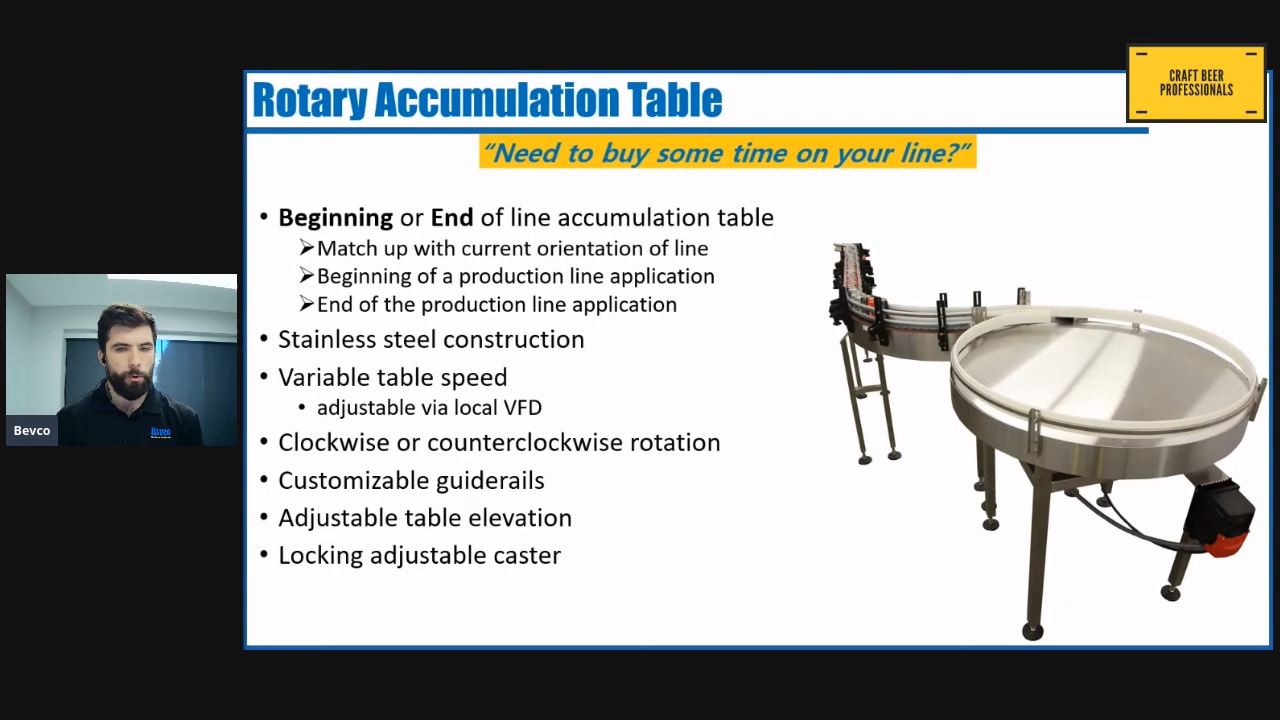 Rotary Accumulation Table
CRAFT BEER
PROFESSIONALS
“Need to buy some time on your line?”
• Beginning or End of line accumulation table
➢Match up with current orientation of line
➢Beginning of a production line application
➢End of the production line application
• Stainless steel construction
• Variable table speed
• adjustable via local VFD
• Clockwise or counterclockwise rotation
• Customizable guiderails
• Adjustable table elevation
• Locking adjustable caster
Bevco
Bevco